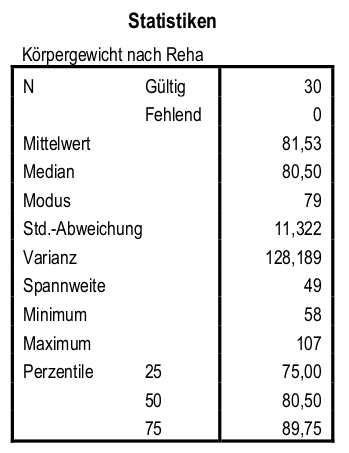 Statistiken
Körpergewicht nach Reha
N Gültig 30
Fehlend 0
Mittelwert 81,53
Median 80,50
Modus 79
Std.-Abweichung 11,322
Varianz 128,189
Spannweite 49
Minimum 58
Maximum 107
Perzentile 25 75,00
50 80,50
75 89,75